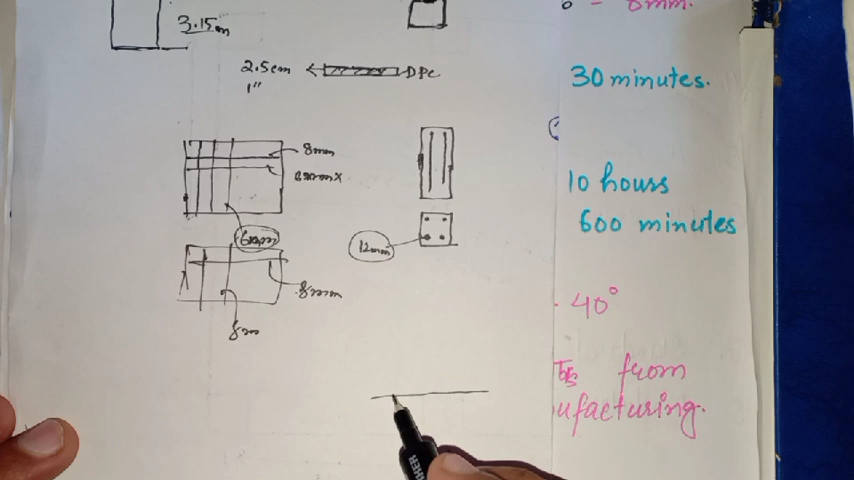 3.15m
2.5cm
1"
DPC
8mm
6mm
12mm
8mm
8m
8mm.
30 minutes.
10 hours
600 minutes
40°
from
ufacturing.